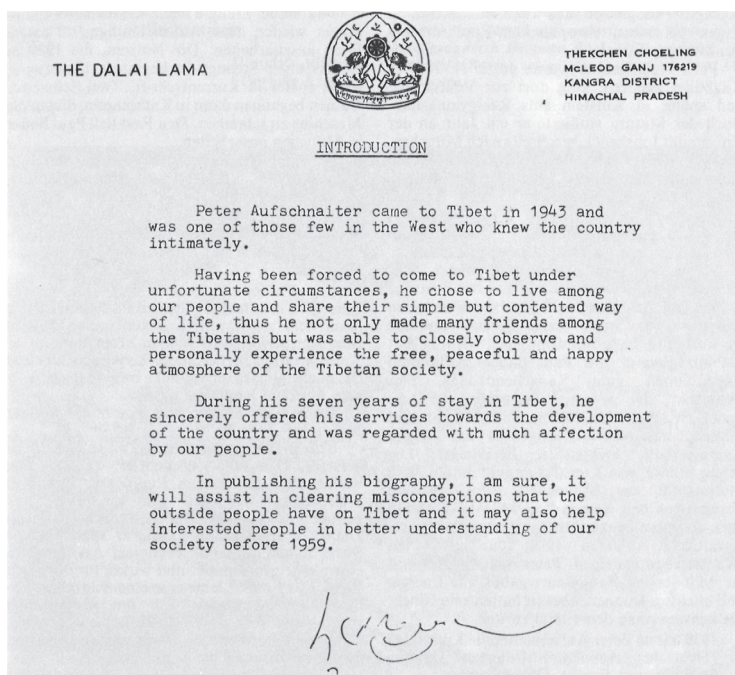 THE DALAI LAMA
THEKCHEN CHOELING
McLEOD GANJ 176219
KANGRA DISTRICT
HIMACHAL PRADESH
INTRODUCTION
Peter Aufschnaiter came to Tibet in 1943 and
was one of those few in the West who knew the country
intimately.
Having been forced to come to Tibet under
unfortunate circumstances, he chose to live among
our people and share their simple but contented way
of life, thus he not only made many friends among
the Tibetans but was able to closely observe and
personally experience the free, peaceful and happy
atmosphere of the Tibetan society.
During his seven years of stay in Tibet, he
sincerely offered his services towards the development
of the country and was regarded with much affection
by our people.
In publishing his biography, I am sure, it
will assist in clearing misconceptions that the
outside people have on Tibet and it may also help
interested people in better understanding of our
society before 1959.